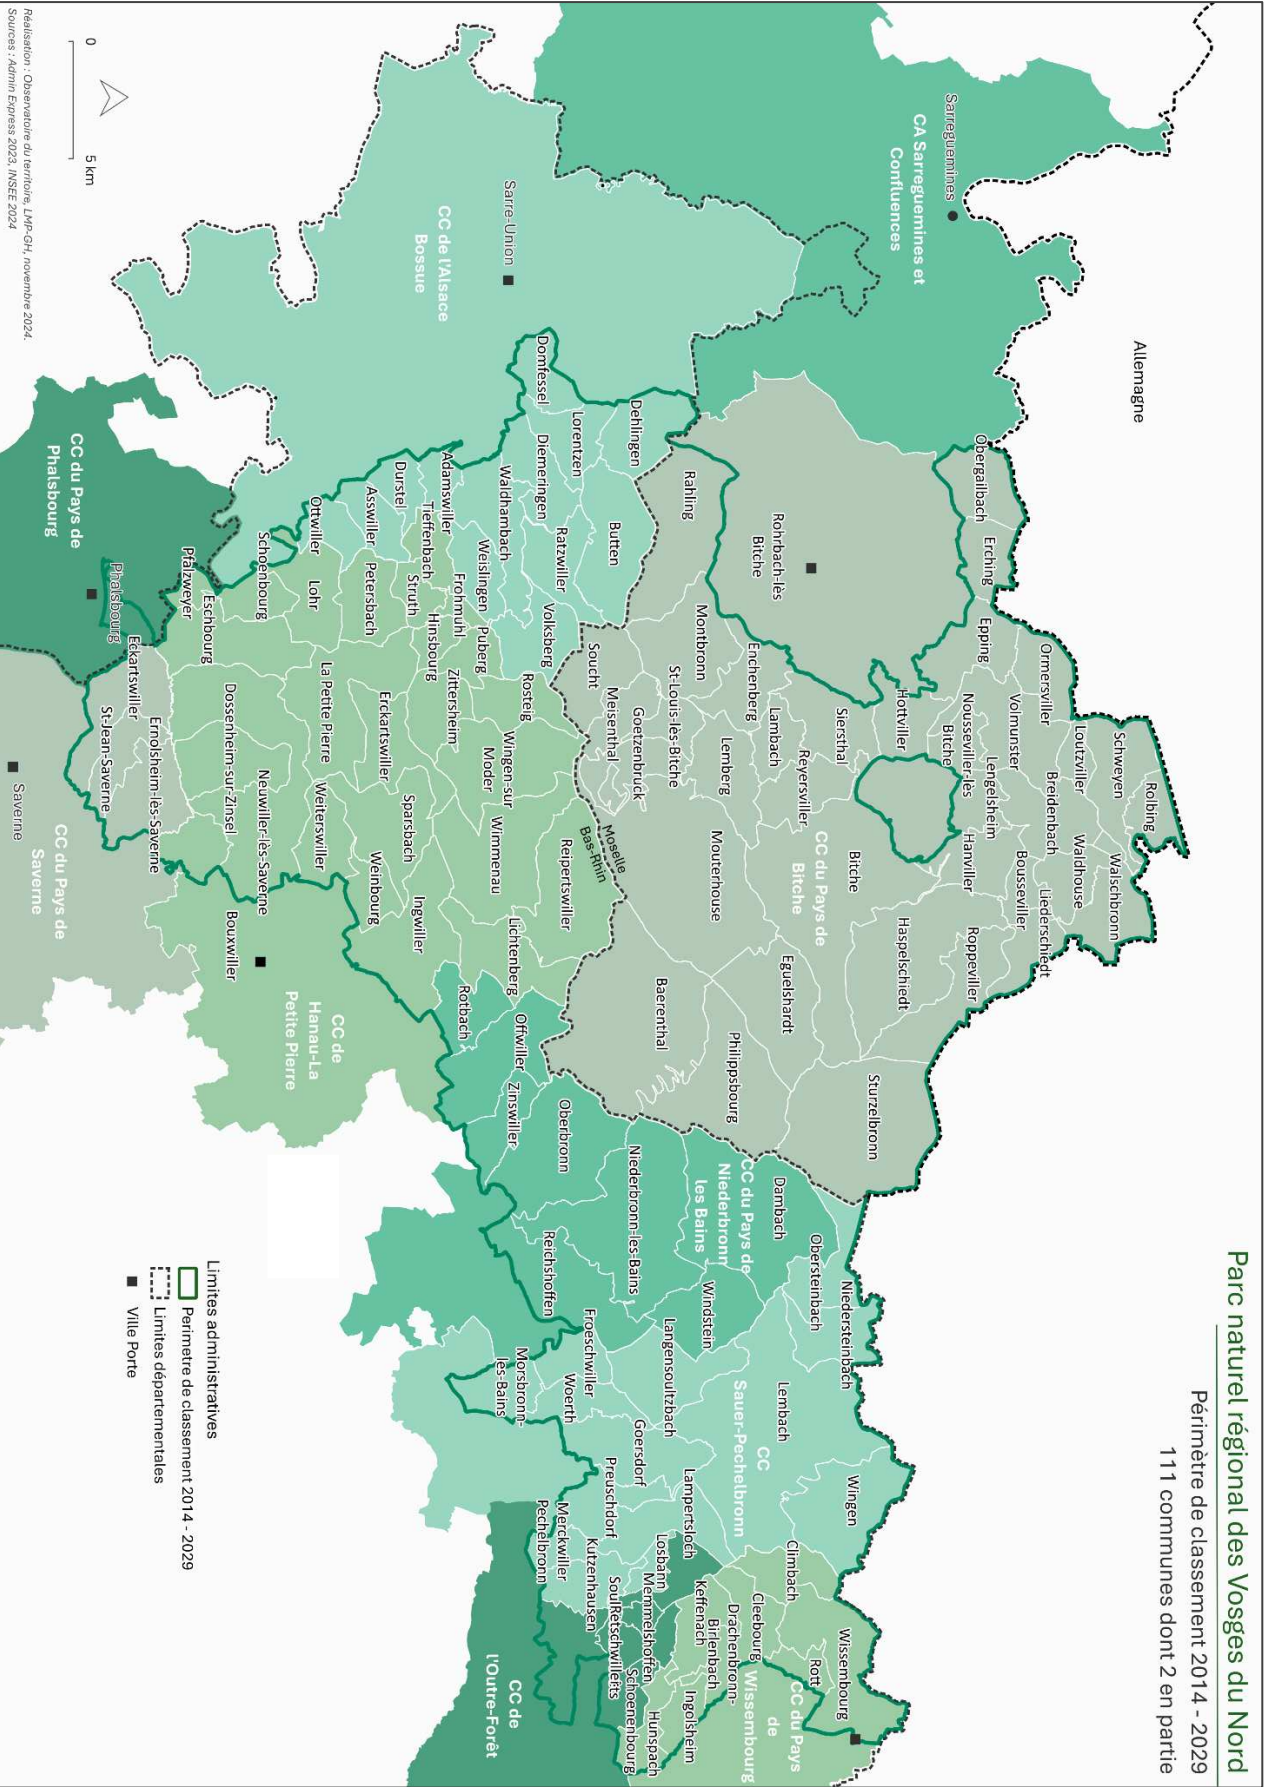 Parc naturel régional des Vosges du Nord
Périmètre de classement 2014 - 2029
111 communes dont 2 en partie
Allemagne
Sarreguemines
CA Sarreguemines et
Confluences
Sarre-Union
CC de l'Alsace
Bossue
Obergailbach
Erching
Rohrbach-lès
Bitche
Rahling
Epping
Ormersviller
Volmunster
Loutzviller
Schweyen
Rolbing
Breidenbach
Waldhouse
Walschbronn
Bousseviller
Liederschiedt
Nousseviller-lès
Bitche
Lengelsheim
Hanviller
Roppeviller
Hottviller
Siersthal
Haspelschiedt
Bitche
CC du Pays de
Bitche
Reyersviller
Lambach
Enchenberg
Lemberg
Montbronn
St-Louis-lès-Bitche
Goetzenbruck
Meisenthal
Soucht
Mouterhouse
Eguelshardt
Baerenthal
Philippsbourg
Sturzelbronn
Moselle
Bas-Rhin
Dehlingen
Domfessel
Lorentzen
Diemeringen
Butten
Ratzwiller
Waldhambach
Weislingen
Volksberg
Adamswiller
Tieffenbach
Durstel
Asswiller
Ottwiller
Struth
Frohmuhl
Hinsbourg
Puberg
Petersbach
Lohr
Schoenbourg
Eschbourg
Pfalzweyer
Rosteig
Wingen-sur
Moder
Zittersheim
Erckartswiller
La Petite Pierre
Dossenheim-sur-Zinsel
Wimmenau
Reipertswiller
Sparsbach
Weinbourg
Weiterswiller
Neuwiller-lès-Saverne
Ingwiller
Lichtenberg
Bouxwiller
CC de
Hanau-La
Petite Pierre
CC du Pays de
Phalsbourg
Phalsbourg
Eckartswiller
Ernolsheim-lès-Saverne
St-Jean-Saverne
Saverne
CC du Pays de
Saverne
Rotbach
Offwiller
Zinswiller
Oberbronn
Niederbronn-les-Bains
Reichshoffen
CC du Pays de
Niederbronn
les Bains
Dambach
Windstein
Obersteinbach
Niedersteinbach
Langensoultzbach
Froeschwiller
Woerth
Morsbronn-
les-Bains
Lembach
CC
Sauer-Pechelbronn
Goersdorf
Preuschdorf
Lampertsloch
Wingen
Merckwiller
Pechelbronn
Kutzenhausen
Lobsann
Memmelshoffen
Retschwiller
Keffenach
Schoenenbourg
Climbach
Cleebourg
Drachenbronn-
Birlenbach
Rott
Wissembourg
CC du Pays
de
Wissembourg
Ingolsheim
Hunspach
CC de
l'Outre-Forêt
Limites administratives
Perimetre de classement 2014 - 2029
Limites départementales
Ville Porte
0 5 km
Réalisation : Observatoire du territoire, LMP-GH, novembre 2024.
Sources : Admin Express 2023, INSEE 2024